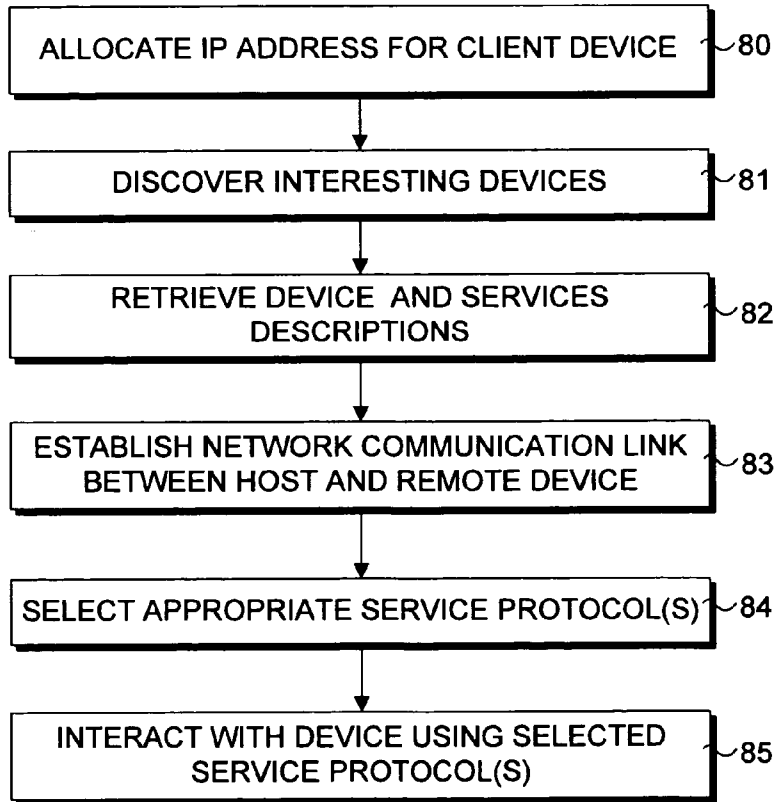 ALLOCATE IP ADDRESS FOR CLIENT DEVICE 80
DISCOVER INTERESTING DEVICES 81
RETRIEVE DEVICE AND SERVICES
DESCRIPTIONS
82
ESTABLISH NETWORK COMMUNICATION LINK
BETWEEN HOST AND REMOTE DEVICE
83
SELECT APPROPRIATE SERVICE PROTOCOL(S) 84
INTERACT WITH DEVICE USING SELECTED
SERVICE PROTOCOL(S)
85